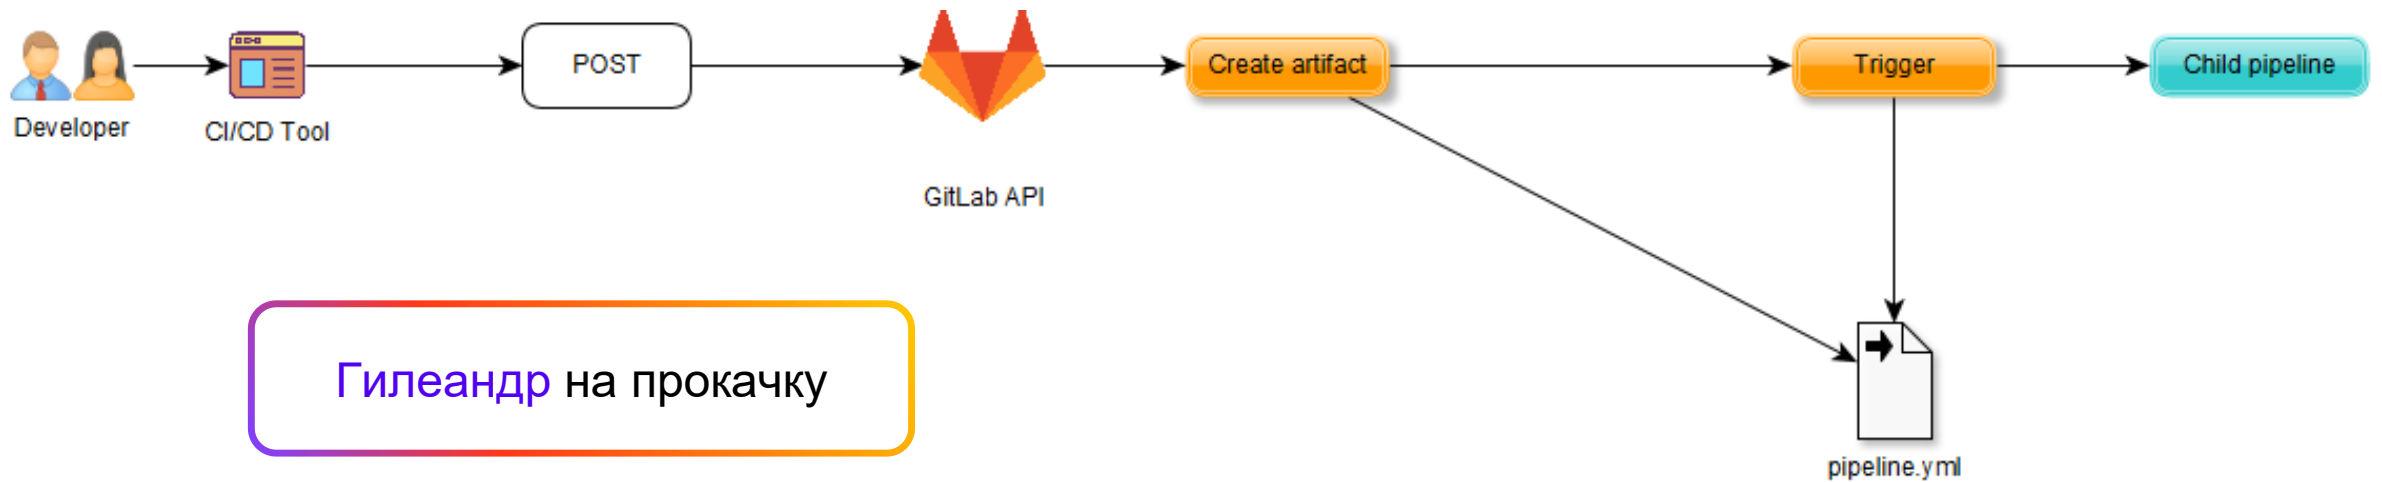 Developer
CI/CD Tool
POST
GitLab API
Create artifact
Trigger
Child pipeline
pipeline.yml
Гилеандр на прокачку